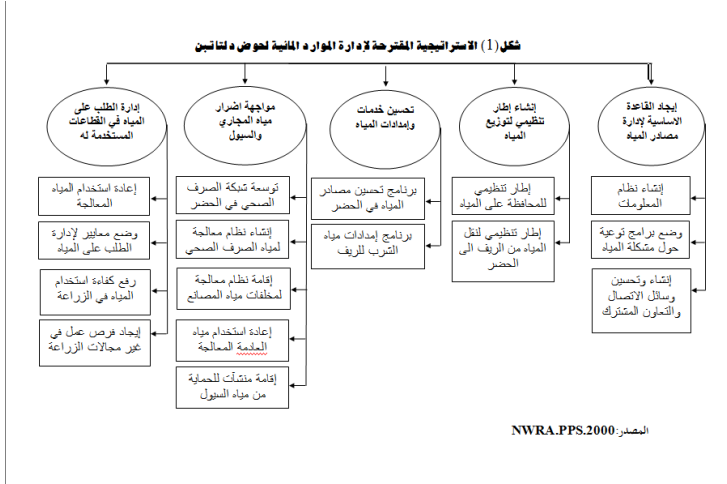 شكل(1) الاستراتيجية المقترحة لإدارة الموارد المائية لحوض دلتاتبن
إيجاد القاعدة
الاساسية لإدارة
مصادر المياه
إنشاء نظام
المعلومات
وضع برامج توعية
حول مشكلة المياه
إنشاء وتحسين
وسائل الاتصال
والتعاون المشترك
إنشاء إطار
تنظيمي لتوزيع
المياه
إطار تنظيمي
للمحافظة على المياه
إطار تنظيمي لنقل
المياه من الريف الى
الحضر
تحسين خدمات
وإمدادات المياه
برنامج تحسين مصادر
المياه في الحضر
برنامج إمدادات مياه
الشرب للريف
مواجهة اضرار
مياه المجاري
والسيول
توسعة شبكة الصرف
الصحي في الحضر
إنشاء نظام معالجة
لمياه الصرف الصحي
إقامة نظام معالجة
لمخلفات مياه المصانع
إعادة استخدام مياه
العادمة المعالجة
إقامة منشآت للحماية
من مياه السيول
إدارة الطلب على
المياه في القطاعات
المستخدمة له
إعادة استخدام المياه
المعالجة
وضع معايير لإدارة
الطلب على المياه
رفع كفاءة استخدام
المياه في الزراعة
إيجاد فرص عمل في
غير مجالات الزراعة
المصدر:NWRA.PPS.2000